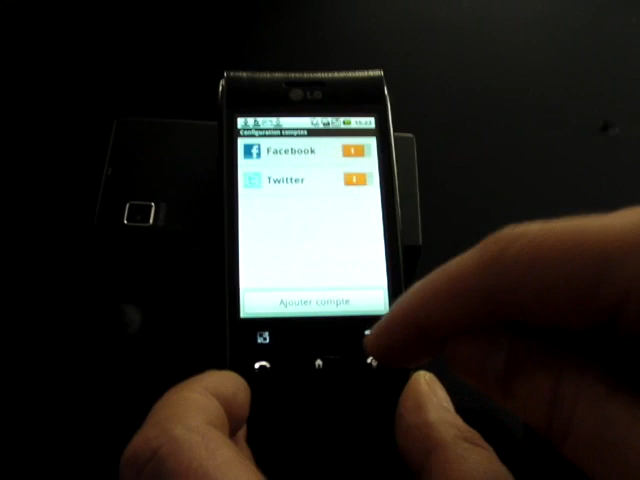 LG
Configuration comptes
Facebook
Twitter
Ajouter compte